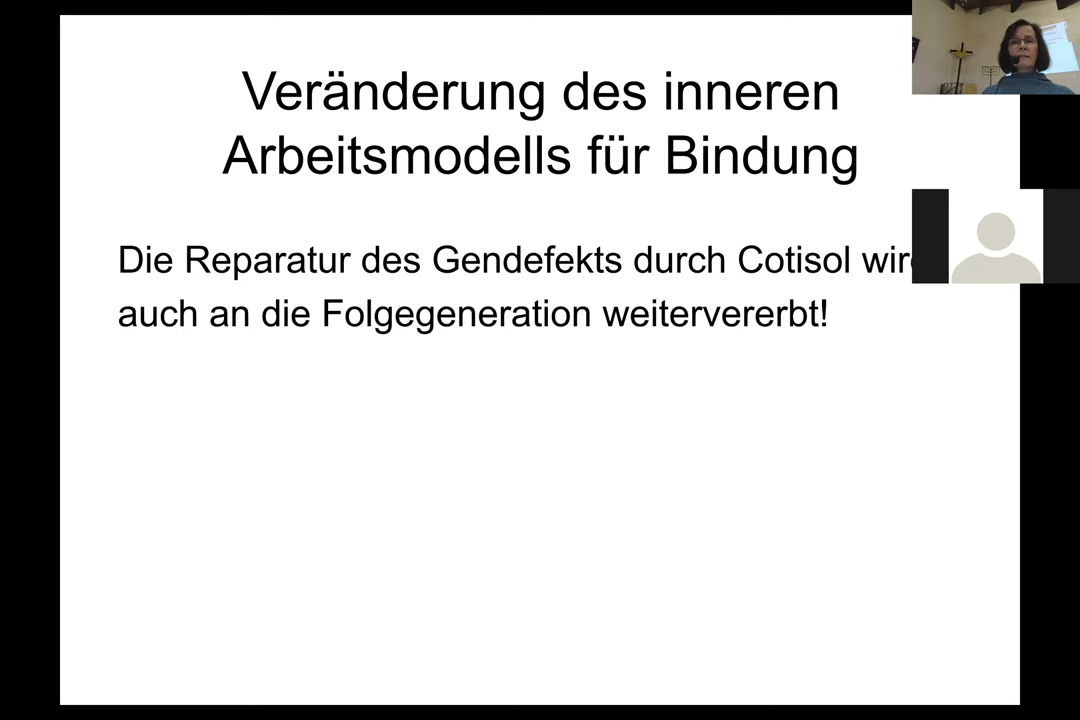 Veränderung des inneren
Arbeitsmodells für Bindung
Die Reparatur des Gendefekts durch Cotisol
auch an die Folgegeneration weitervererbt!